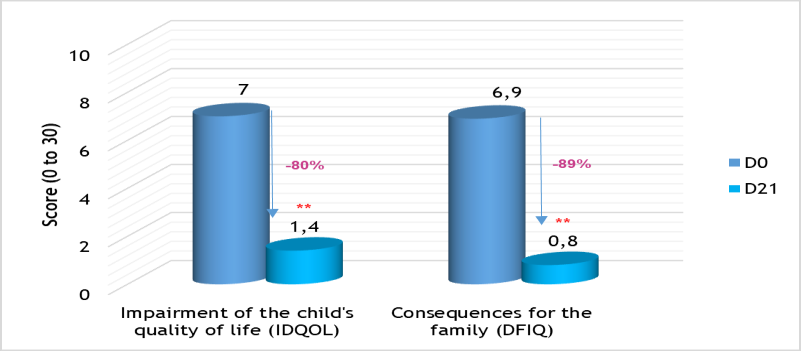 10
8
6
4
2
0
Score (0 to 30)
7
-80%
**
1,4
6,9
-89%
**
0,8
Impairment of the child's
quality of life (IDQOL)
Consequences for the
family (DFIQ)
D0
D21